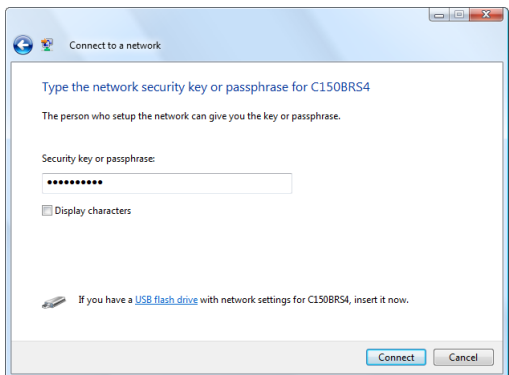 Connect to a network
Type the network security key or passphrase for C150BRS4
The person who setup the network can give you the key or passphrase.
Security key or passphrase:
••••••••••
Display characters
If you have a USB flash drive with network settings for C150BRS4, insert it now.
Connect Cancel